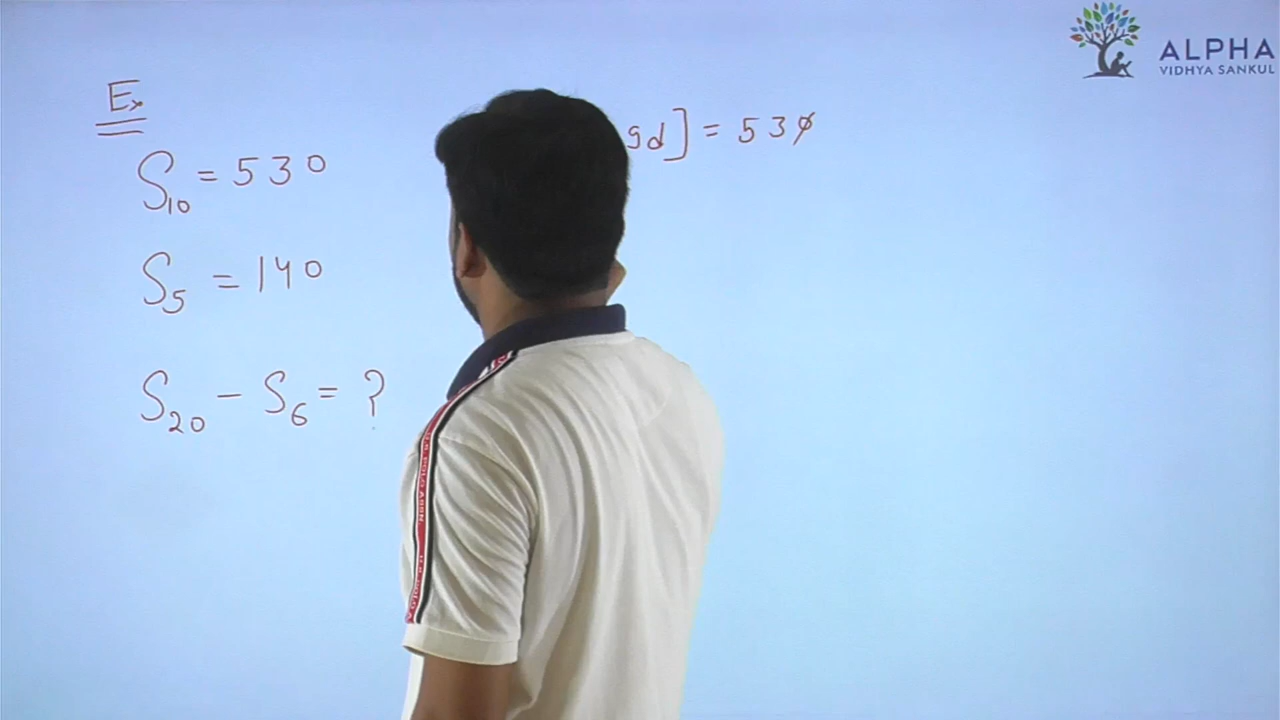 ALPHA
VIDHYA SANKUL
Ex
S₁₀ = 530
9d] = 530
S₅ = 140
S₂₀ - S₆ = ?